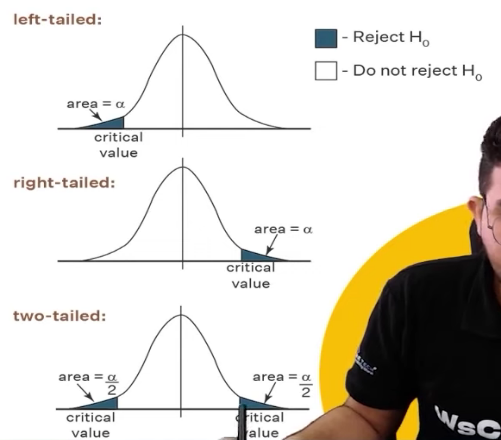 left-tailed:
- Reject H₀
- Do not reject H₀
area = α
critical
value
right-tailed:
area = α
critical
value
two-tailed:
area = α/2
area = α/2
critical
value
critical
value
WsC